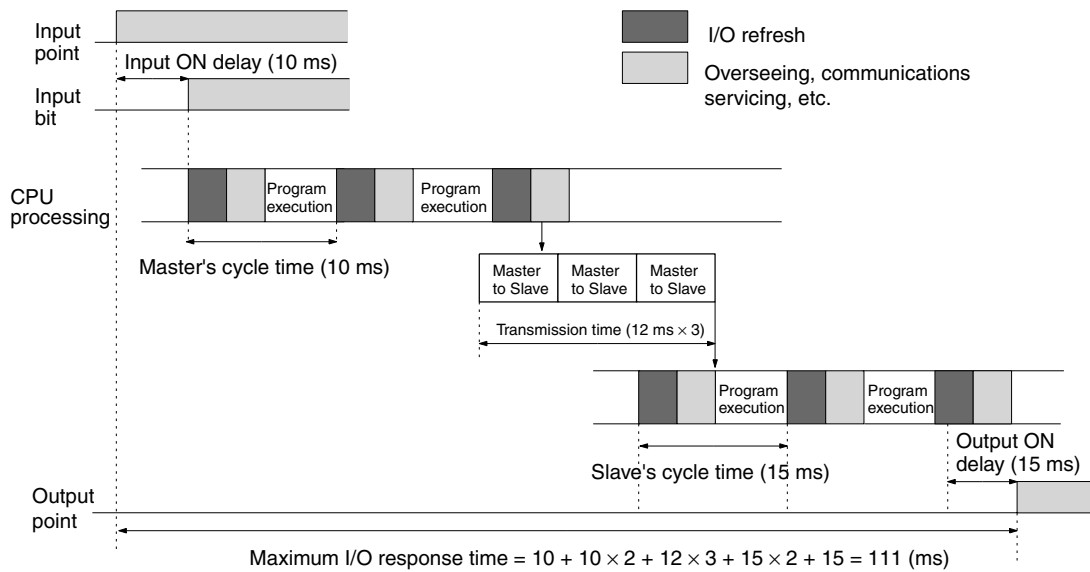 Input
point
Input ON delay (10 ms)
Input
bit
I/O refresh
Overseeing, communications
servicing, etc.
CPU
processing
Program
execution
Program
execution
Master's cycle time (10 ms)
Master
to Slave
Master
to Slave
Master
to Slave
Transmission time (12 ms × 3)
Program
execution
Program
execution
Slave's cycle time (15 ms)
Output ON
delay (15 ms)
Output
point
Maximum I/O response time = 10 + 10 × 2 + 12 × 3 + 15 × 2 + 15 = 111 (ms)